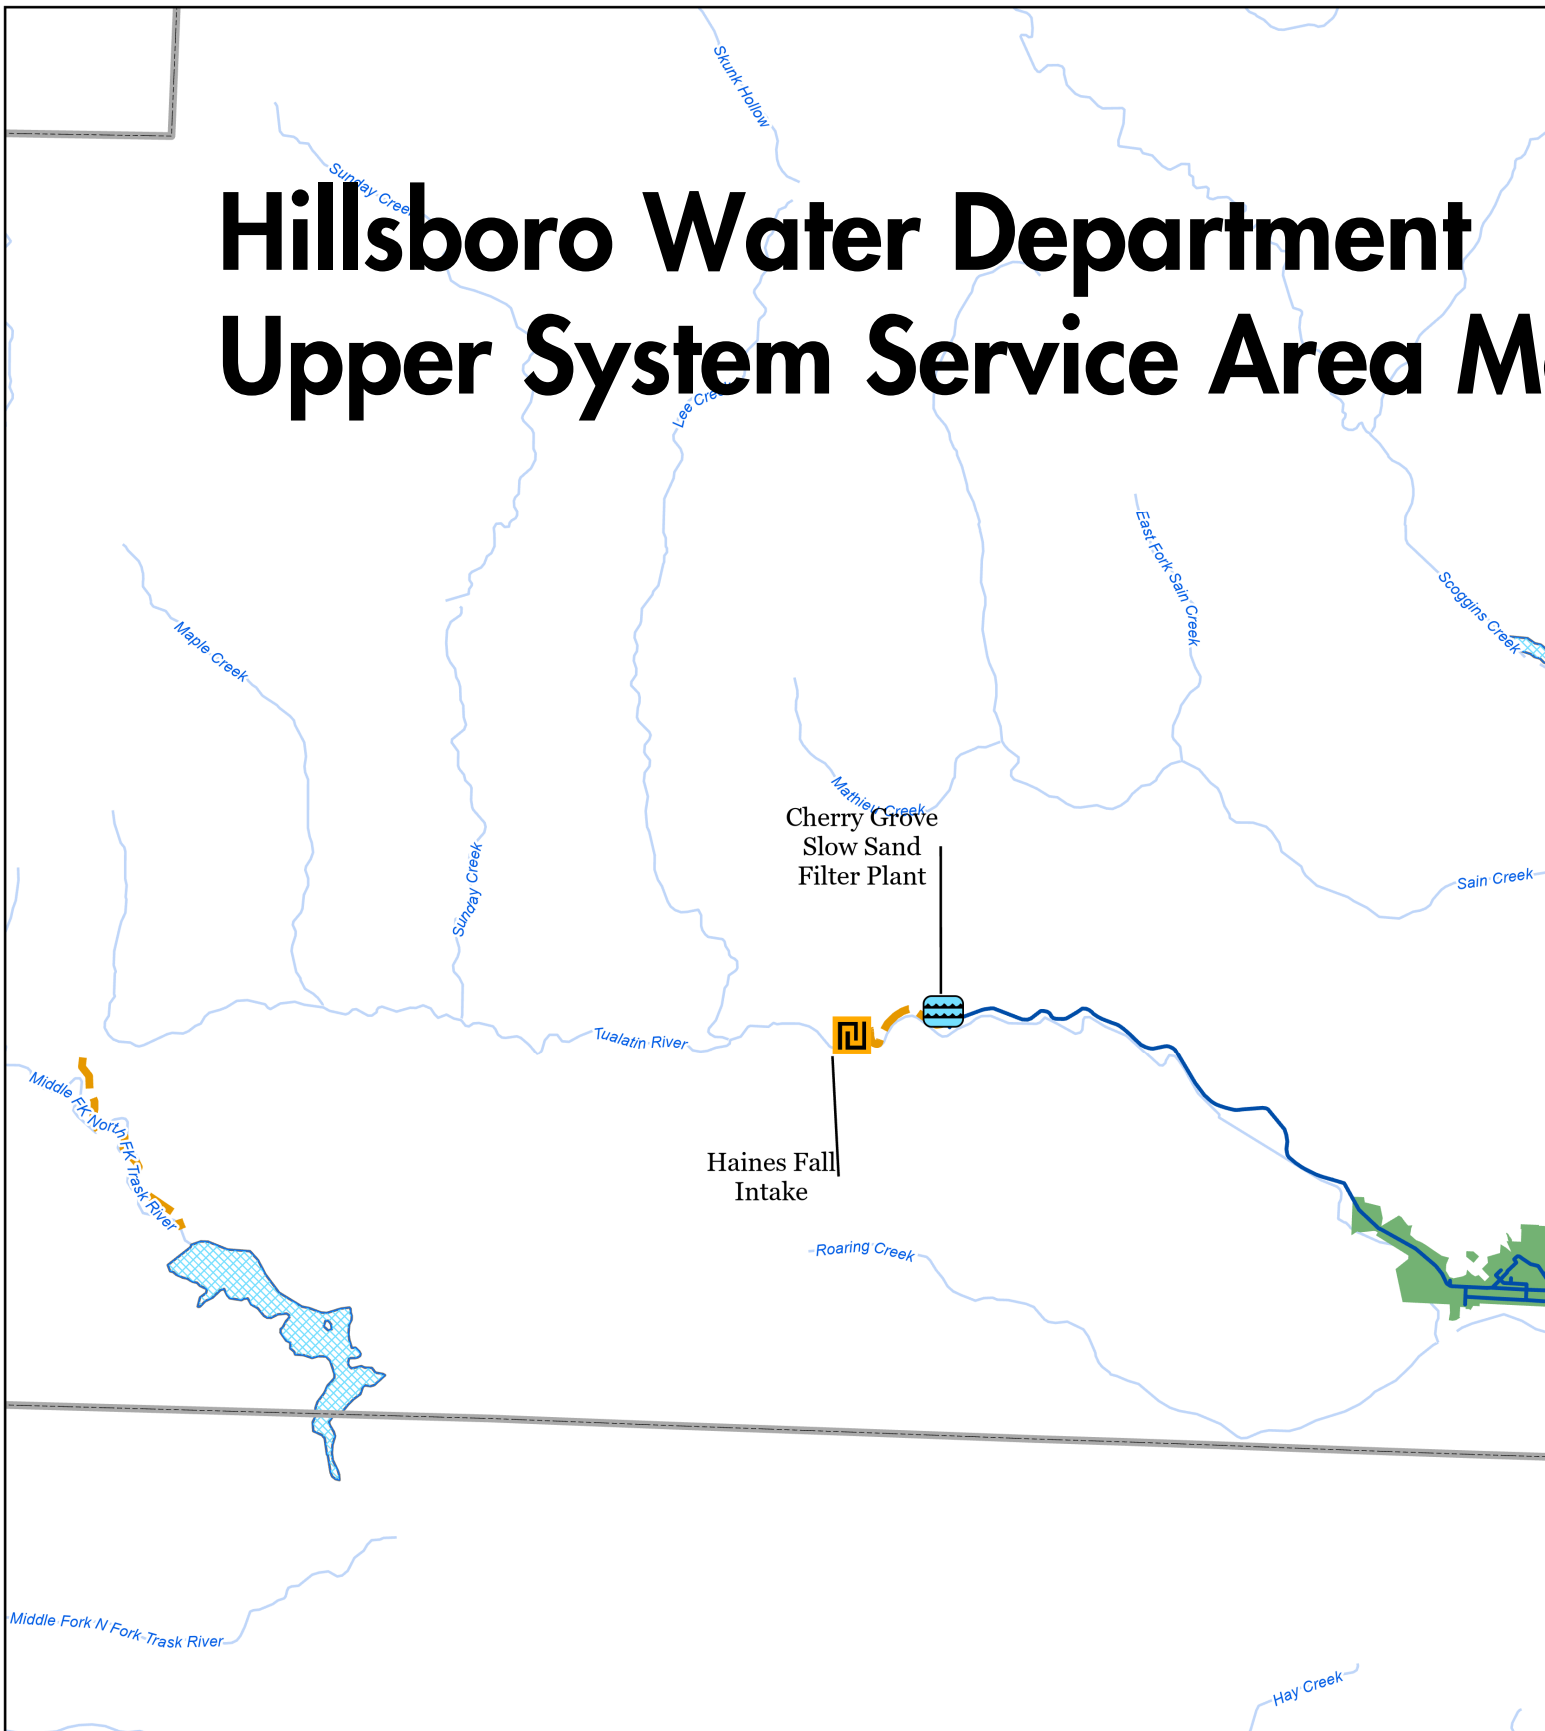 Skunk Hollow
Sunday Creek
Hillsboro Water Department
Upper System Service Area
Lee Creek
East Fork Sain Creek
Scoggins Creek
Maple Creek
Mathieu Creek
Cherry Grove
Slow Sand
Filter Plant
Sunday Creek
Sain Creek
Tualatin River
Middle FK North FK Trask River
Haines Fall
Intake
Roaring Creek
Middle Fork N Fork Trask River
Hay Creek